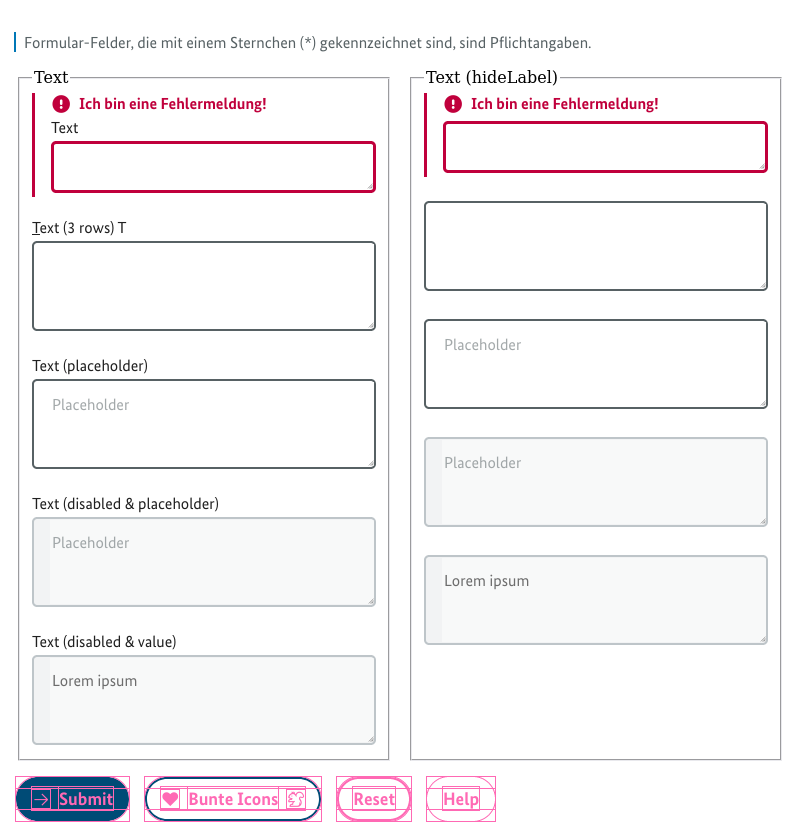 Formular-Felder, die mit einem Sternchen (*) gekennzeichnet sind, sind Pflichtangaben.
Text
Ich bin eine Fehlermeldung!
Text
Text (3 rows) T
Text (placeholder)
Placeholder
Text (disabled & placeholder)
Placeholder
Text (disabled & value)
Lorem ipsum
Text (hideLabel)
Ich bin eine Fehlermeldung!
Placeholder
Placeholder
Lorem ipsum
Submit
Bunte Icons
Reset
Help